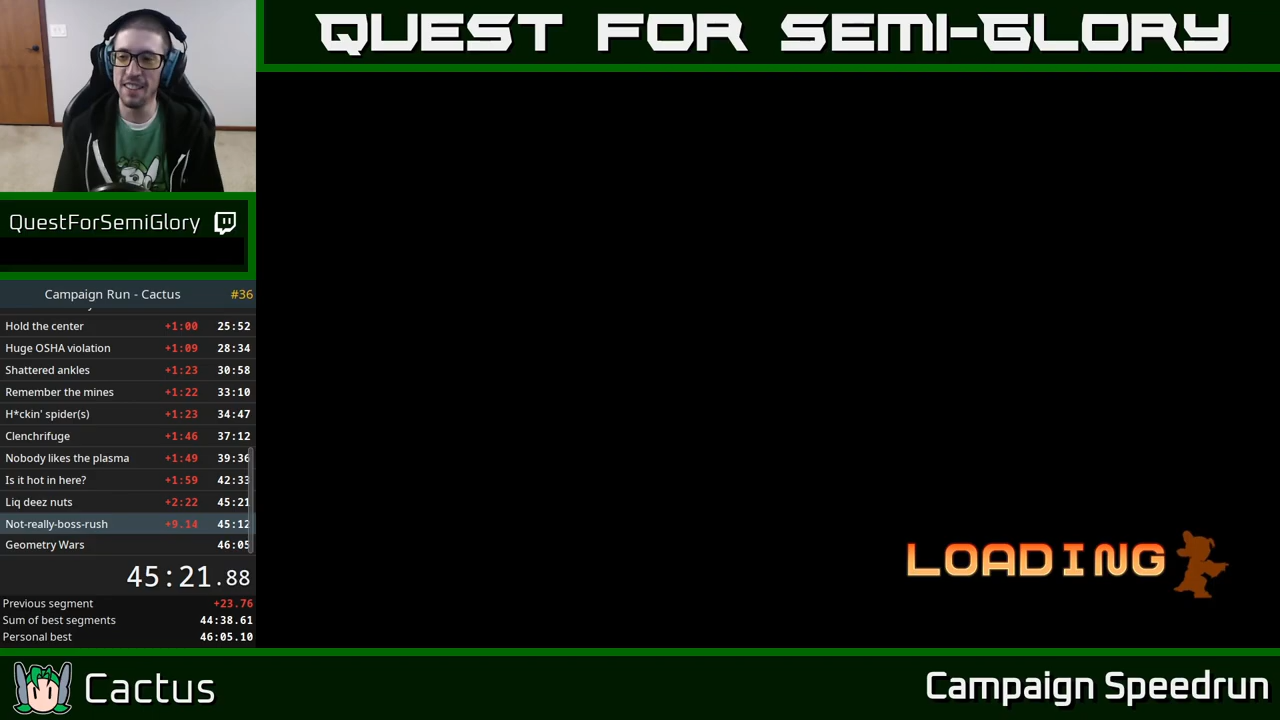 QUEST FOR SEMI-GLORY
QuestForSemiGlory
Campaign Run - Cactus #36
Hold the center +1:00 25:52
Huge OSHA violation +1:09 28:34
Shattered ankles +1:23 30:58
Remember the mines +1:22 33:10
H*ckin' spider(s) +1:23 34:47
Clenchrifuge +1:46 37:12
Nobody likes the plasma +1:49 39:36
Is it hot in here? +1:59 42:33
Liq deez nuts +2:22 45:21
Not-really-boss-rush +9.14 45:12
Geometry Wars 46:05
45:21.88
Previous segment +23.76
Sum of best segments 44:38.61
Personal best 46:05.10
LOADING
Cactus
Campaign Speedrun